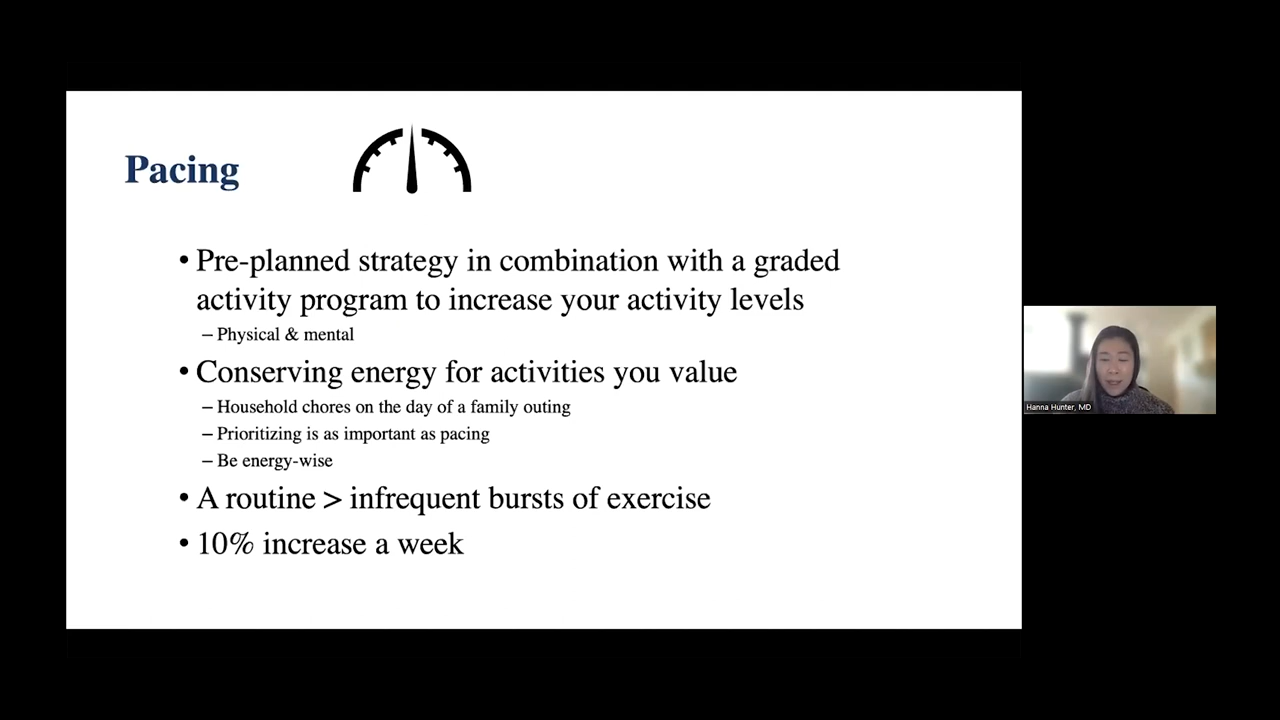 Pacing
• Pre-planned strategy in combination with a graded
activity program to increase your activity levels
– Physical & mental
• Conserving energy for activities you value
– Household chores on the day of a family outing
– Prioritizing is as important as pacing
– Be energy-wise
• A routine > infrequent bursts of exercise
• 10% increase a week
Hanna Hunter, MD